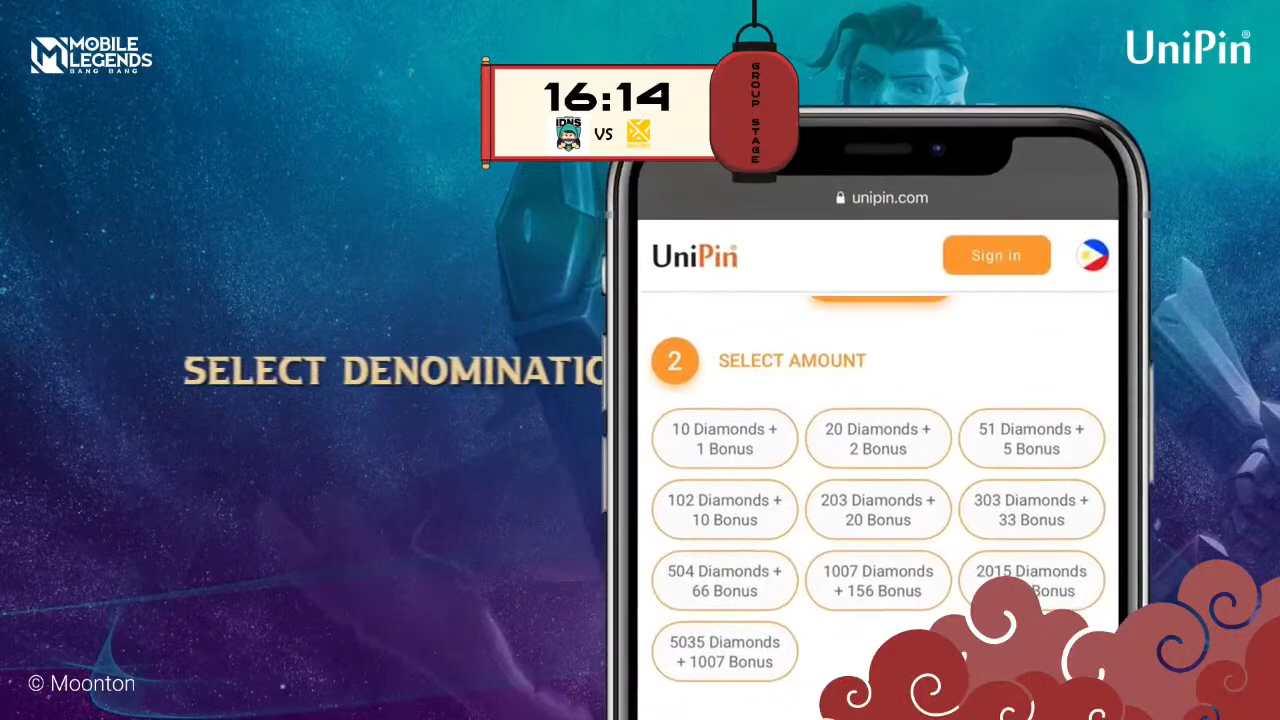 MOBILE
LEGENDS
BANG BANG
UniPin®
16:14
IDNS
VS
GROUP STAGE
unipin.com
UniPin®
Sign in
2
SELECT AMOUNT
SELECT DENOMINATIO
10 Diamonds +
1 Bonus
20 Diamonds +
2 Bonus
51 Diamonds +
5 Bonus
102 Diamonds +
10 Bonus
203 Diamonds +
20 Bonus
303 Diamonds +
33 Bonus
504 Diamonds +
66 Bonus
1007 Diamonds
+ 156 Bonus
2015 Diamonds
Bonus
5035 Diamonds
+ 1007 Bonus
© Moonton